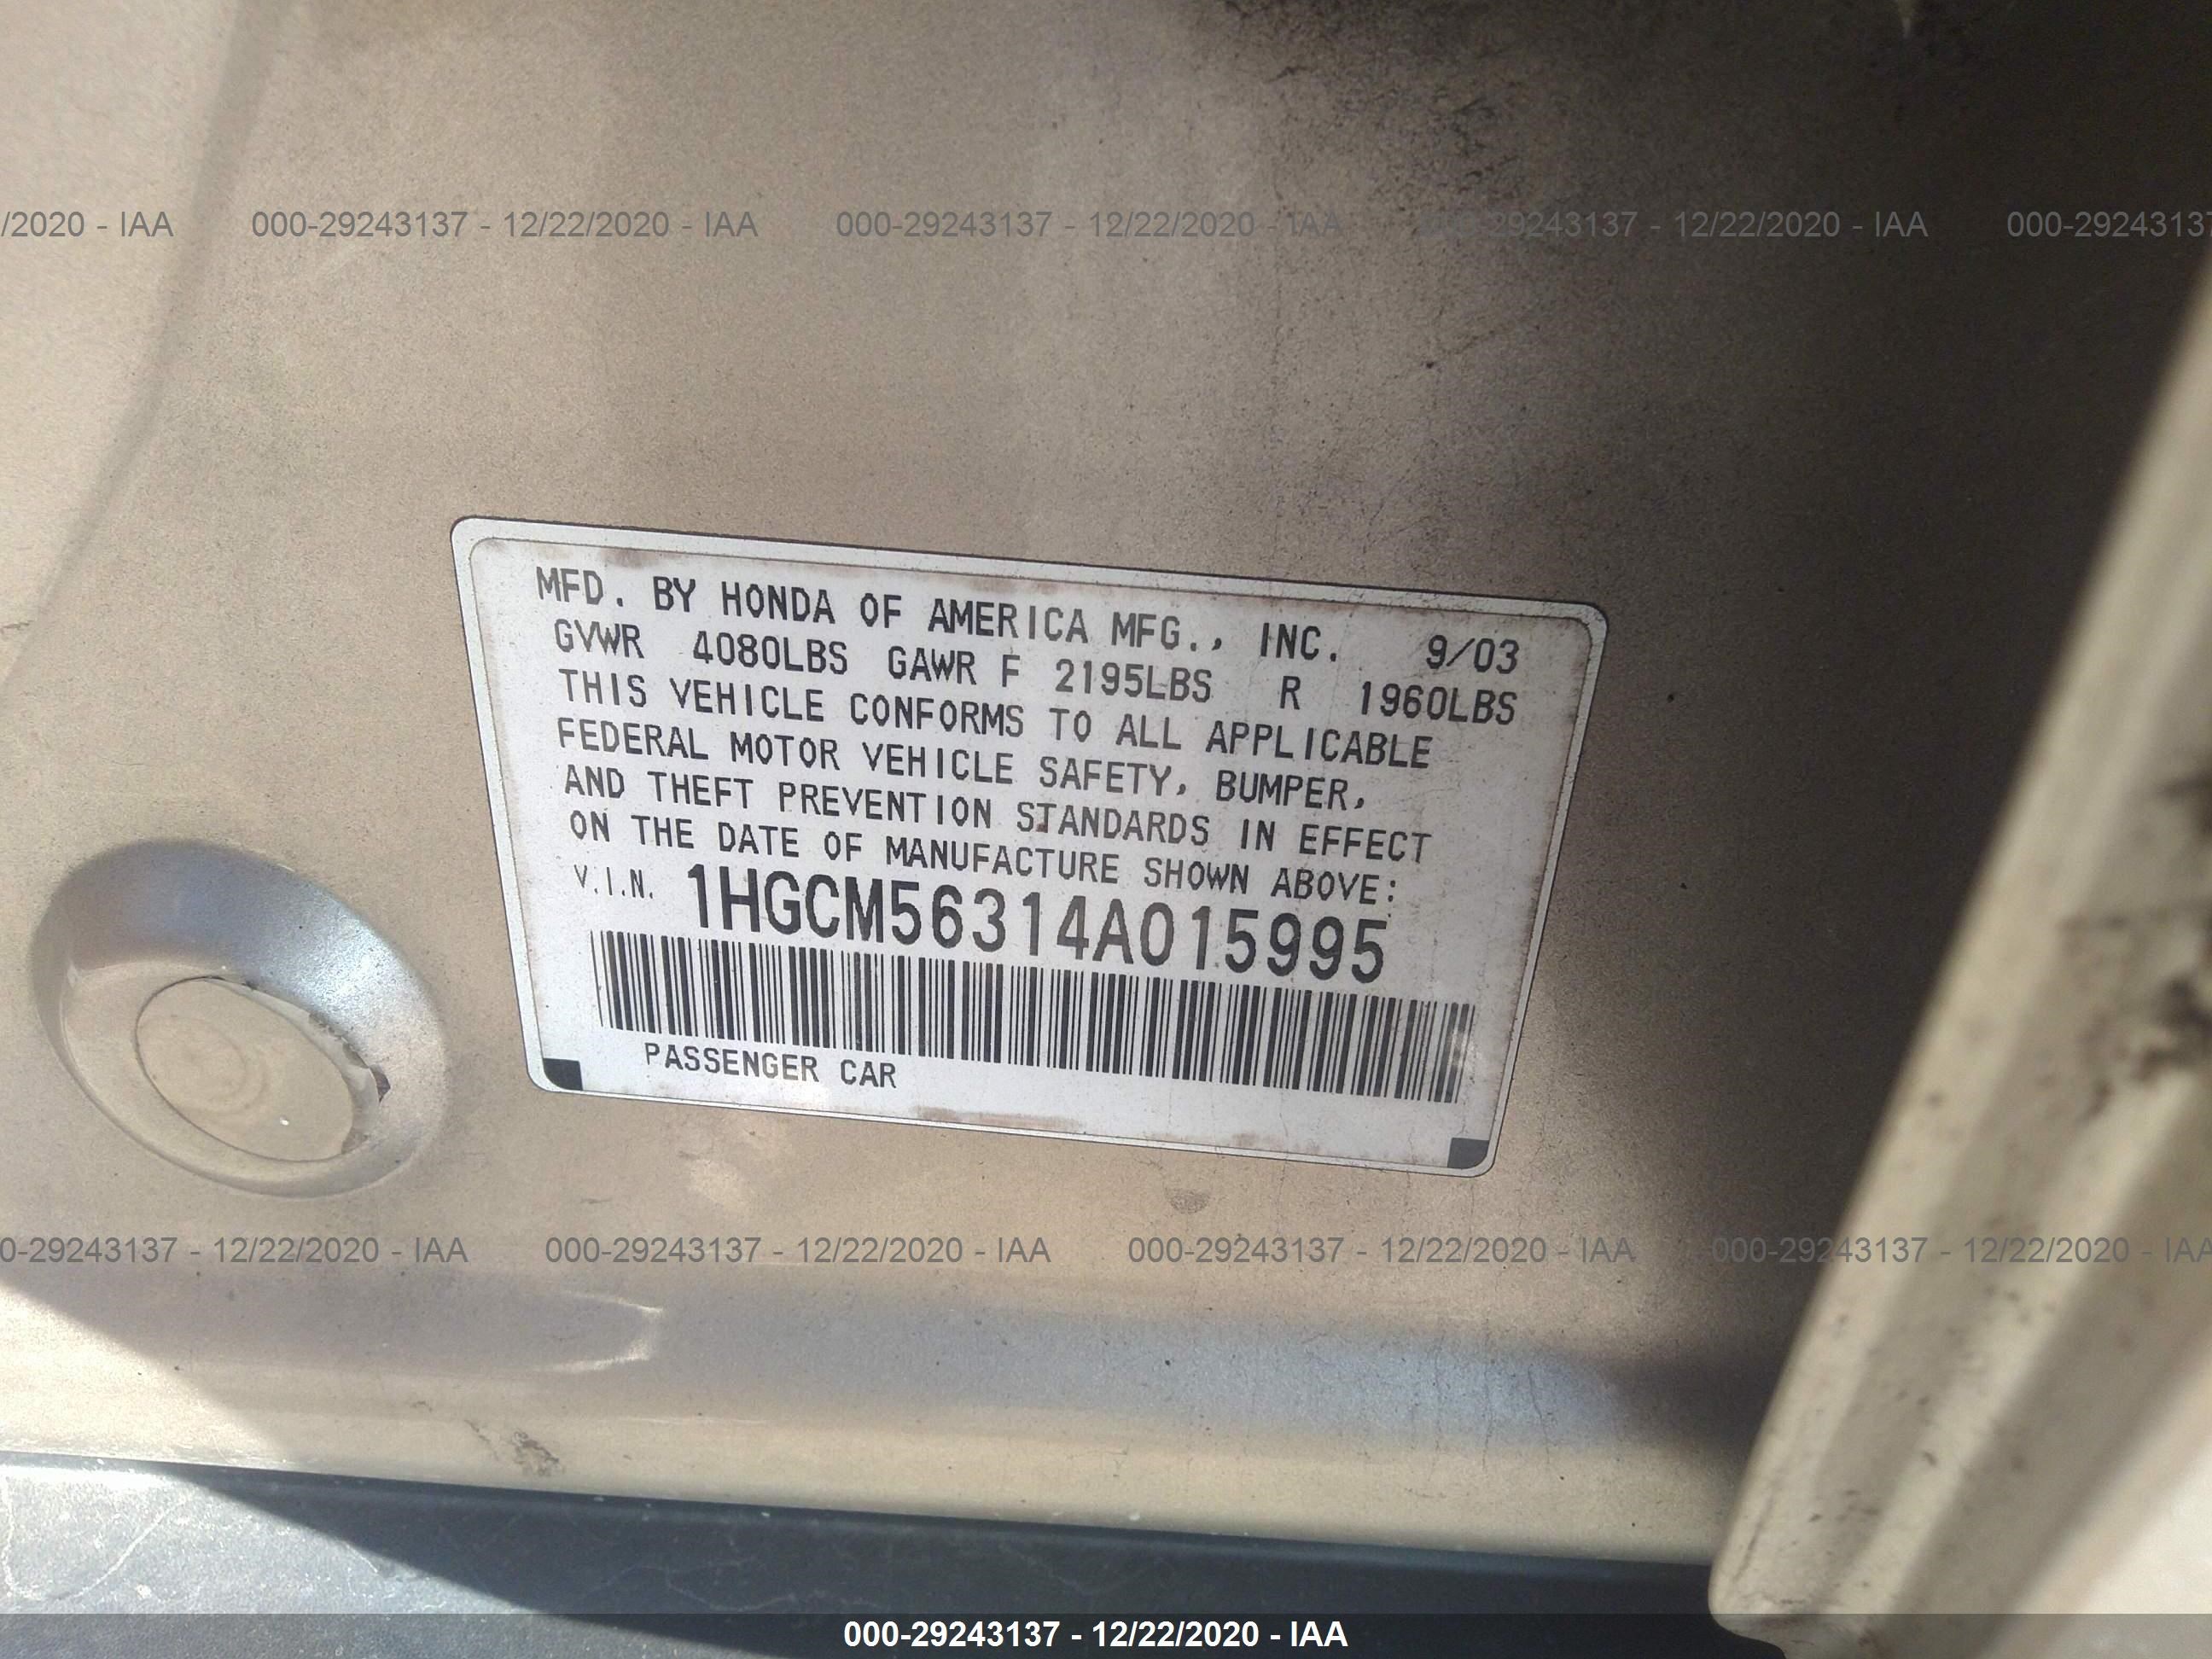 /2020 - IAA 000-29243137 - 12/22/2020 - IAA 000-29243137 - 12/22/2020 - IAA 000-29243137 - 12/22/2020 - IAA 000-2924313
MFD. BY HONDA OF AMERICA MFG., INC. 9/03
GVWR 4080LBS GAWR F 2195LBS R 1960LBS
THIS VEHICLE CONFORMS TO ALL APPLICABLE
FEDERAL MOTOR VEHICLE SAFETY, BUMPER,
AND THEFT PREVENTION STANDARDS IN EFFECT
ON THE DATE OF MANUFACTURE SHOWN ABOVE:
V.I.N. 1HGCM56314A015995
PASSENGER CAR
0-29243137 - 12/22/2020 - IAA 000-29243137 - 12/22/2020 - IAA 000-29243137 - 12/22/2020 - IAA 000-29243137 - 12/22/2020 - IAA
000-29243137 - 12/22/2020 - IAA